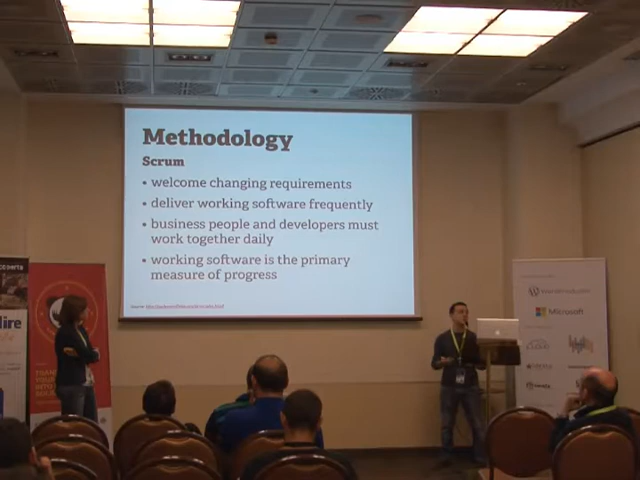 Methodology
Scrum
• welcome changing requirements
• deliver working software frequently
• business people and developers must
work together daily
• working software is the primary
measure of progress
Microsoft